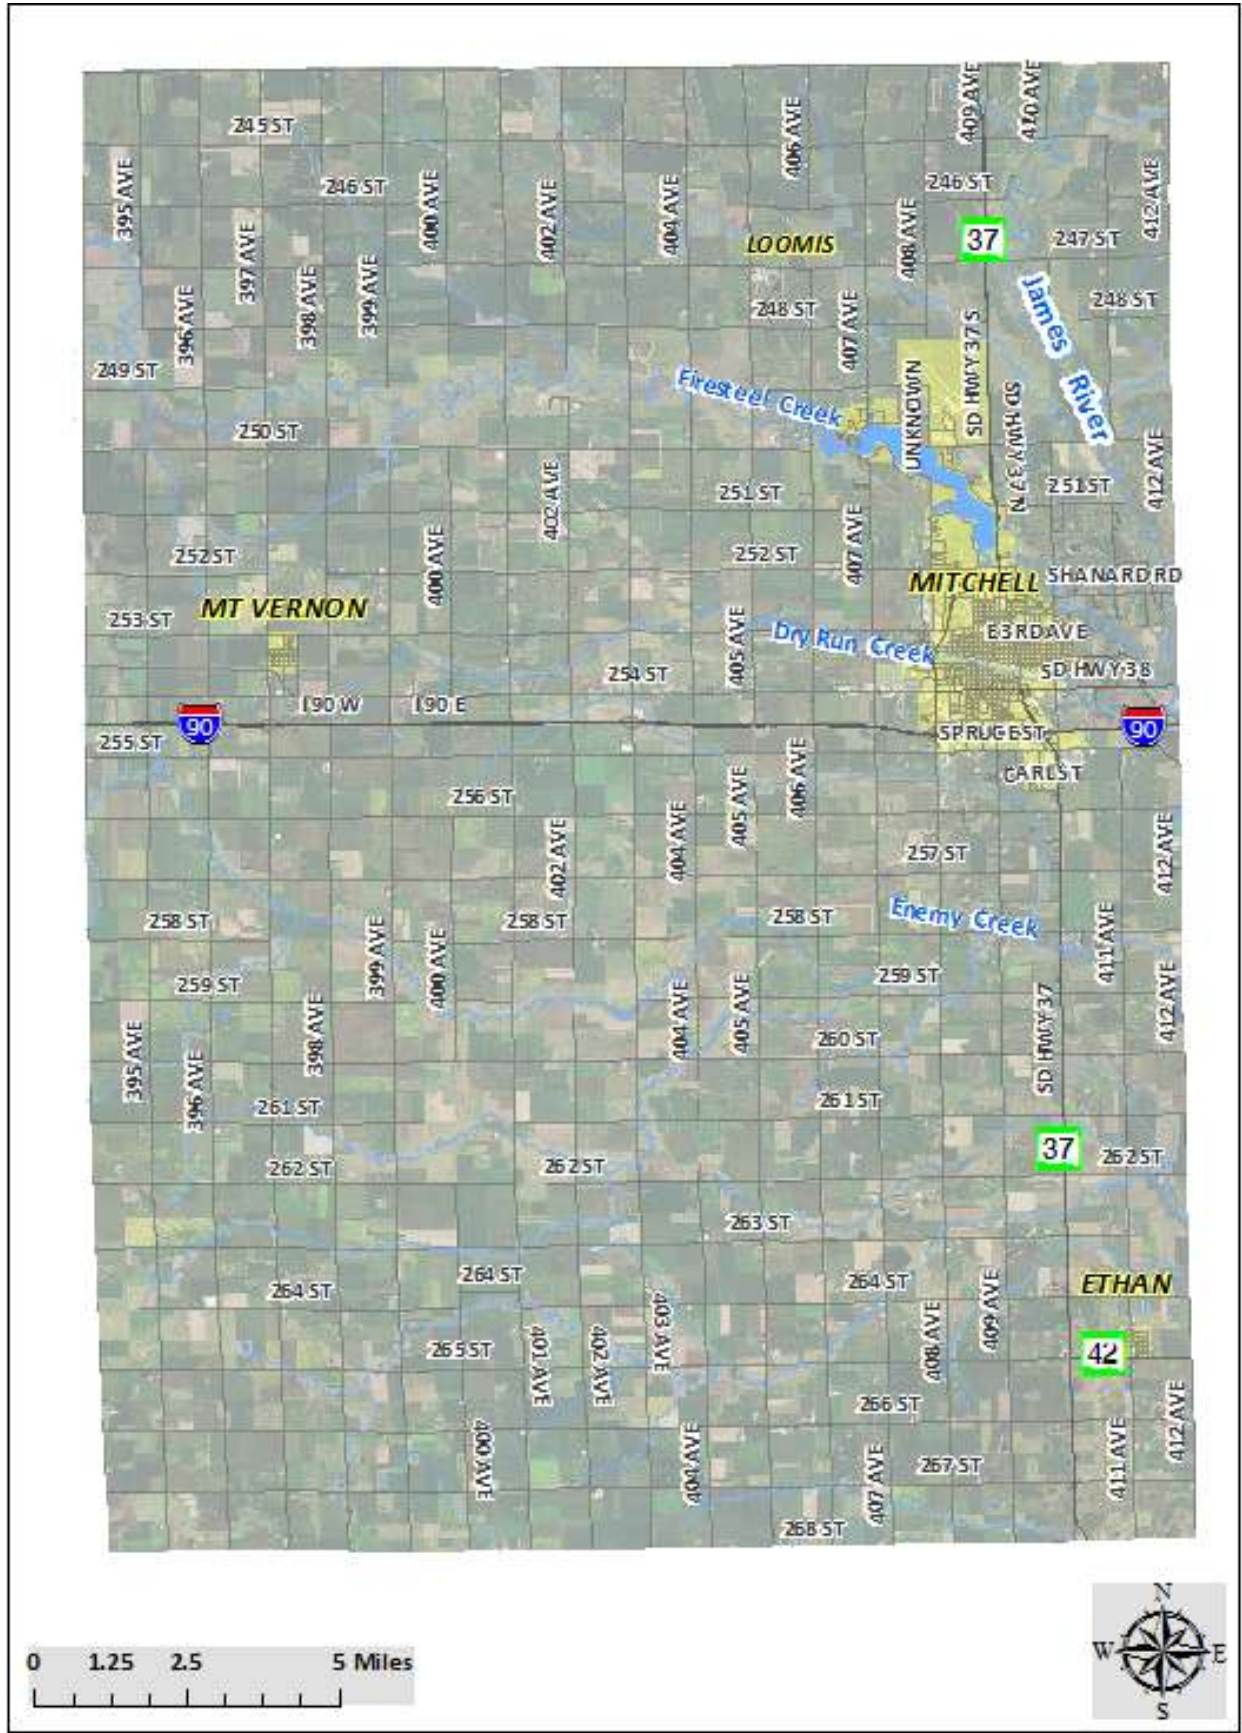 409 AVE
410 AVE
406 AVE
245 ST
395 AVE
246 ST
400 AVE
402 AVE
404 AVE
246 ST
412 AVE
397 AVE
LOOMIS
408 AVE
37
247 ST
396 AVE
398 AVE
399 AVE
248 ST
407 AVE
SD HWY 37 S
James River
248 ST
249 ST
Firesteel Creek
UNKNOWN
SD HWY 37 N
250 ST
402 AVE
251 ST
251 ST
412 AVE
252 ST
400 AVE
252 ST
407 AVE
MITCHELL
SHANARD RD
253 ST
MT VERNON
405 AVE
Dry Run Creek
E 3RD AVE
254 ST
SD HWY 38
I 90 W
I 90 E
90
90
255 ST
SPRUCE ST
CARL ST
256 ST
402 AVE
404 AVE
405 AVE
406 AVE
257 ST
412 AVE
258 ST
258 ST
258 ST
Enemy Creek
411 AVE
399 AVE
400 AVE
259 ST
259 ST
395 AVE
396 AVE
398 AVE
404 AVE
405 AVE
260 ST
SD HWY 37
412 AVE
261 ST
261 ST
37
262 ST
262 ST
262 ST
263 ST
264 ST
264 ST
264 ST
ETHAN
403 AVE
409 AVE
265 ST
401 AVE
402 AVE
408 AVE
42
266 ST
400 AVE
404 AVE
407 AVE
267 ST
411 AVE
412 AVE
268 ST
N
W
E
S
0 1.25 2.5 5 Miles